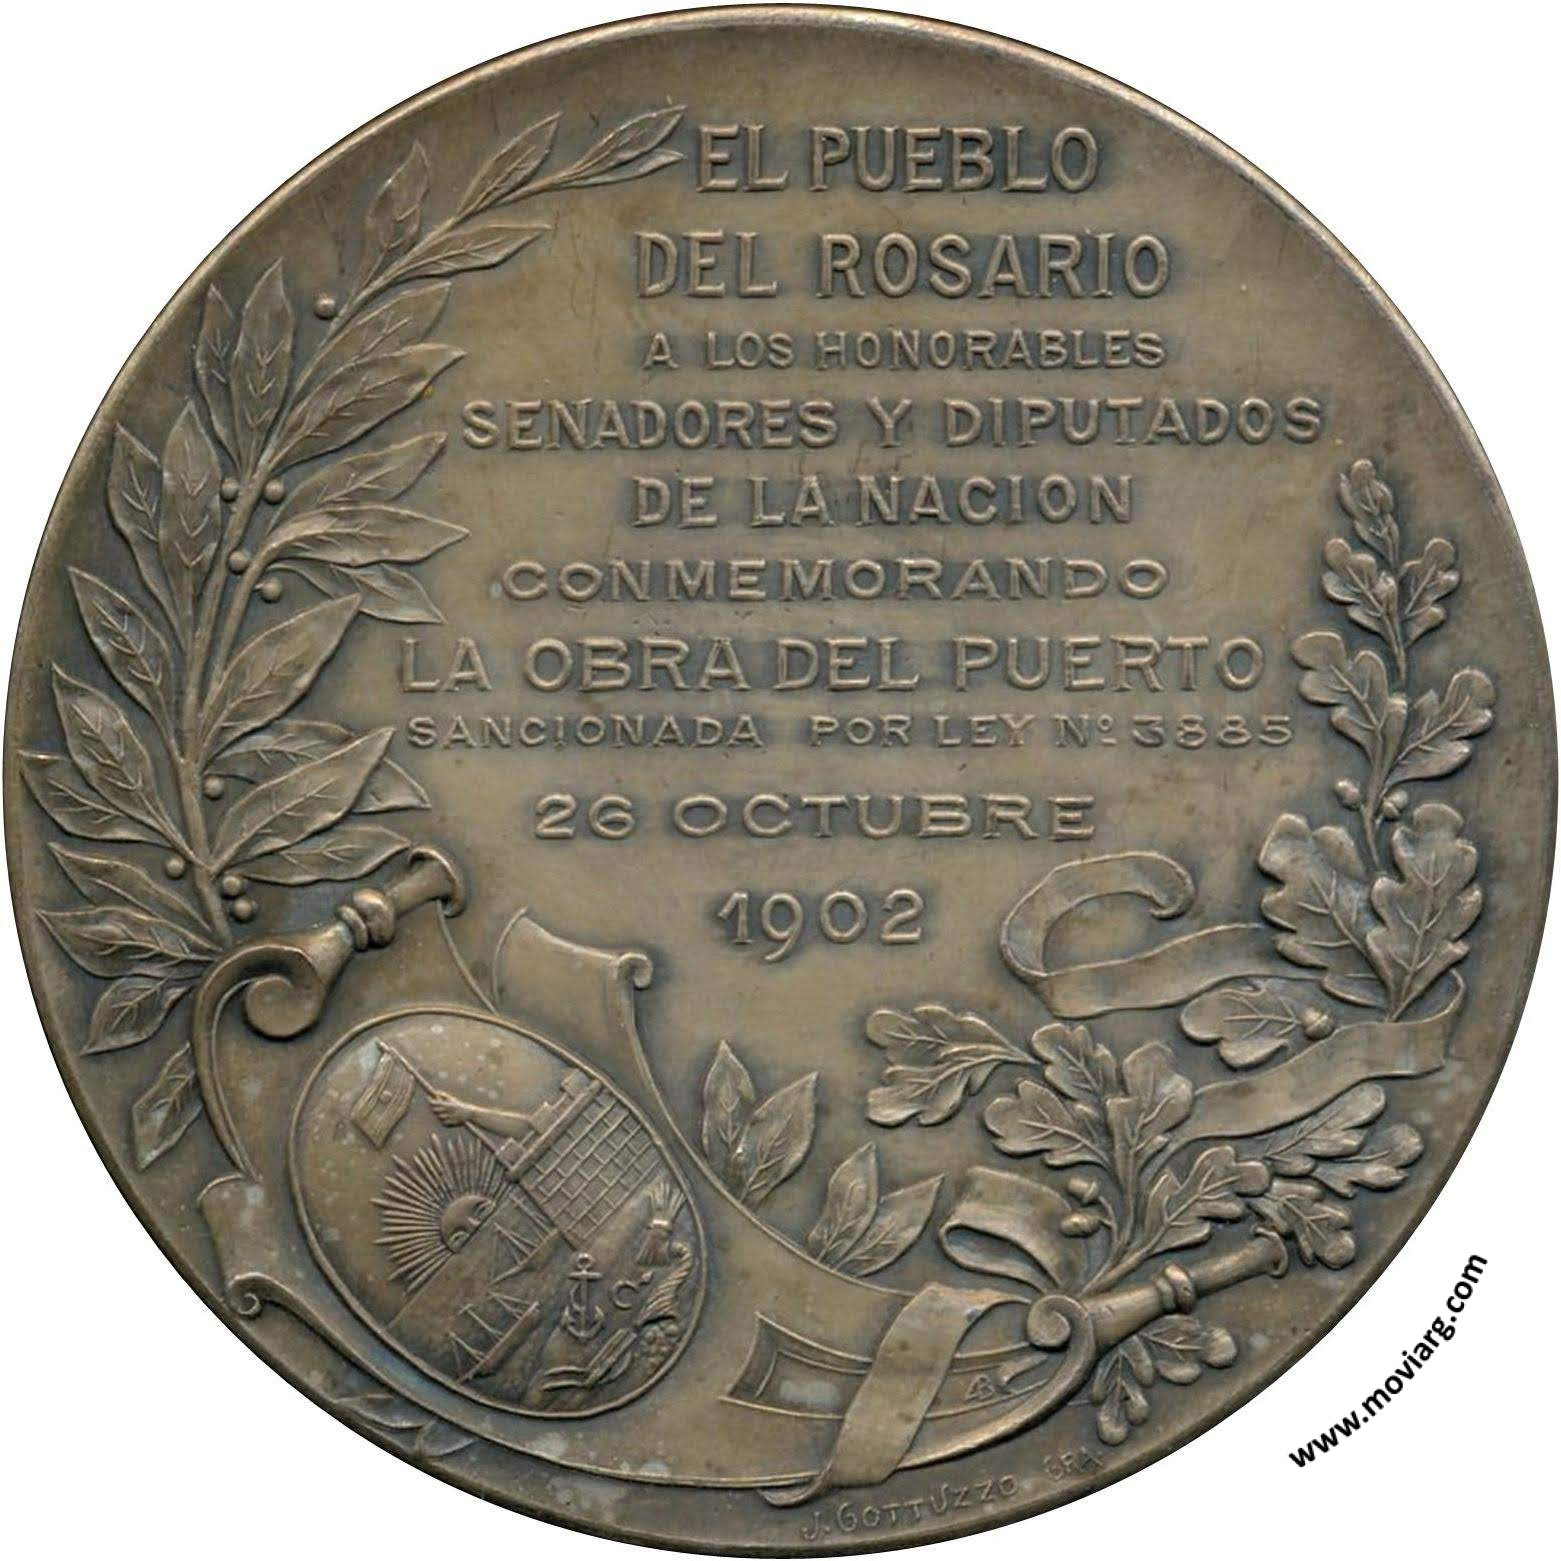 EL PUEBLO
DEL ROSARIO
A LOS HONORABLES
SENADORES Y DIPUTADOS
DE LA NACION
CONMEMORANDO
LA OBRA DEL PUERTO
SANCIONADA POR LEY Nº 3885
26 OCTUBRE
1902
J. GOTTUZZO GRA
www.moviarg.com